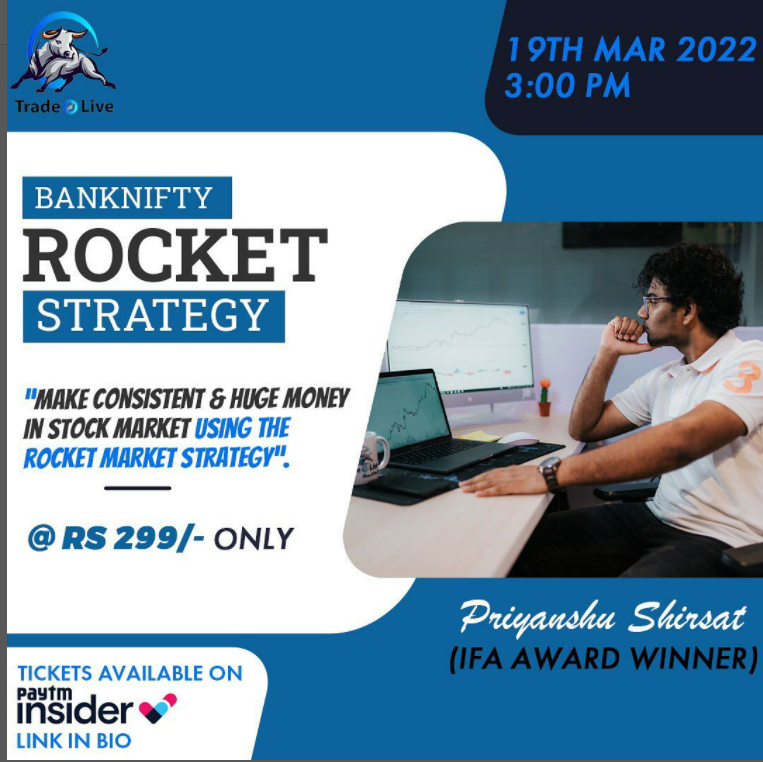 Trade Live
19TH MAR 2022
3:00 PM
BANKNIFTY
ROCKET
STRATEGY
"MAKE CONSISTENT & HUGE MONEY
IN STOCK MARKET USING THE
ROCKET MARKET STRATEGY".
@ RS 299/- ONLY
3
Priyanshu Shirsat
(IFA AWARD WINNER)
TICKETS AVAILABLE ON
paytm
insider
LINK IN BIO